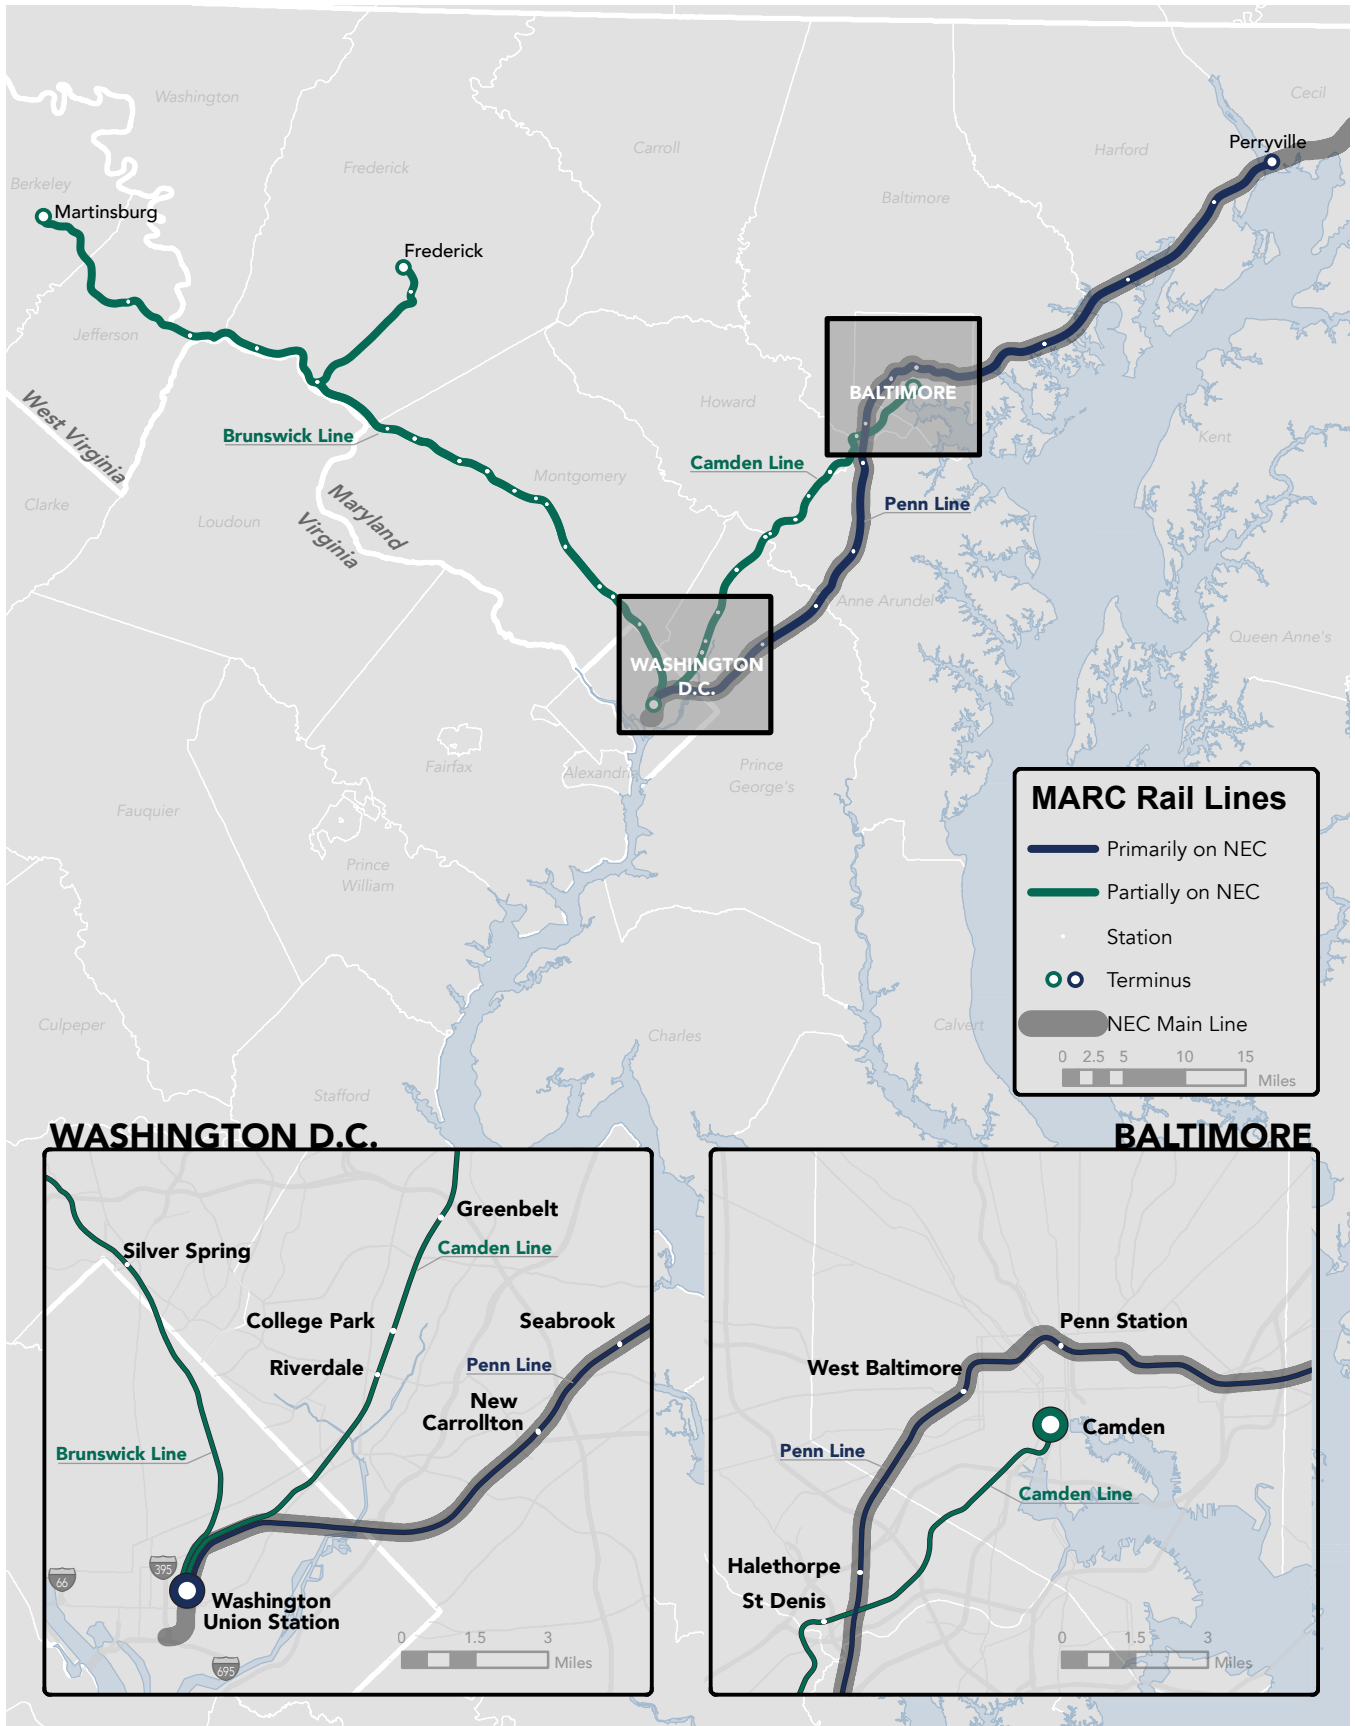 Washington
Cecil
Perryville
Harford
Carroll
Frederick
Berkeley
Baltimore
Martinsburg
Frederick
Jefferson
BALTIMORE
Howard
West Virginia
Brunswick Line
Camden Line
Kent
Montgomery
Clarke
Loudoun
Maryland
Virginia
Penn Line
Anne Arundel
Queen Anne's
WASHINGTON
D.C.
Fairfax
Alexandria
Prince
George's
Fauquier
Prince
William
MARC Rail Lines
Primarily on NEC
Partially on NEC
Station
Terminus
NEC Main Line
0 2.5 5 10 15
Miles
Culpeper
Charles
Calvert
Stafford
WASHINGTON D.C.
Greenbelt
Silver Spring
Camden Line
College Park
Seabrook
Riverdale
Penn Line
New
Carrollton
Brunswick Line
395
66
Washington
Union Station
695
0 1.5 3
Miles
BALTIMORE
Penn Station
West Baltimore
Camden
Penn Line
Camden Line
Halethorpe
St Denis
0 1.5 3
Miles